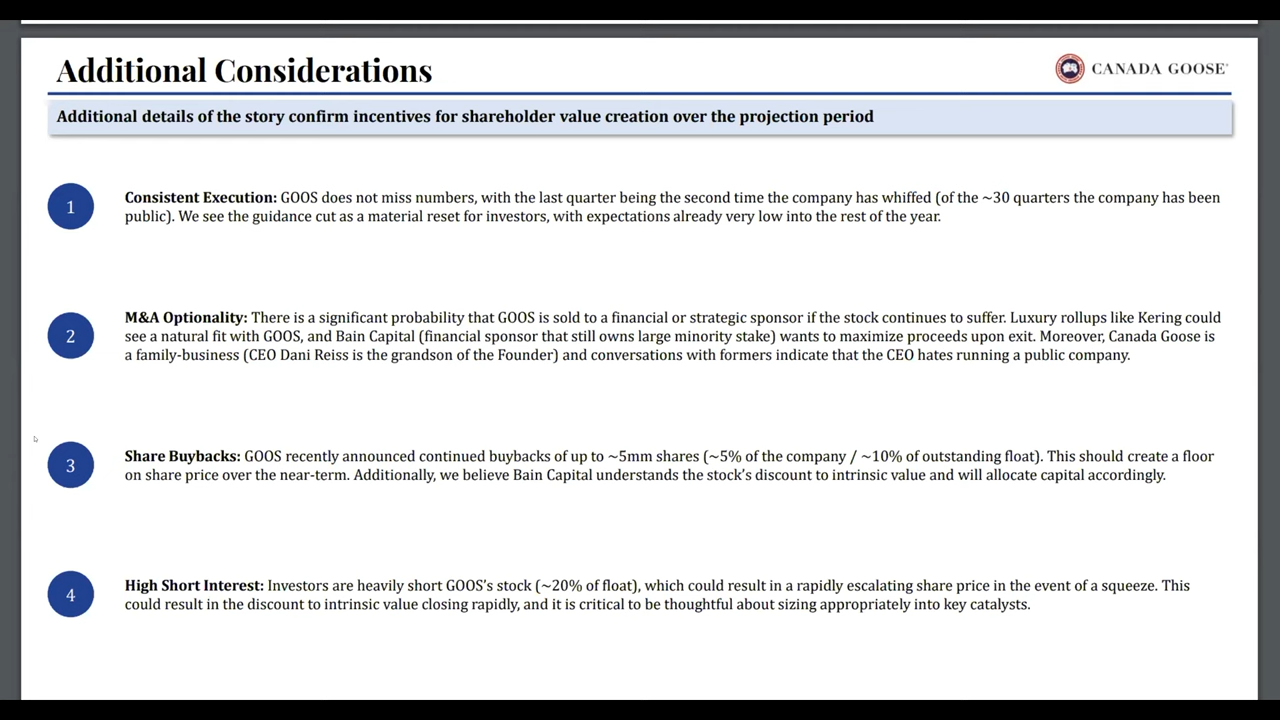 Additional Considerations
CANADA GOOSE
Additional details of the story confirm incentives for shareholder value creation over the projection period
1
Consistent Execution: GOOS does not miss numbers, with the last quarter being the second time the company has whiffed (of the ~30 quarters the company has been
public). We see the guidance cut as a material reset for investors, with expectations already very low into the rest of the year.
2
M&A Optionality: There is a significant probability that GOOS is sold to a financial or strategic sponsor if the stock continues to suffer. Luxury rollups like Kering could
see a natural fit with GOOS, and Bain Capital (financial sponsor that still owns large minority stake) wants to maximize proceeds upon exit. Moreover, Canada Goose is
a family-business (CEO Dani Reiss is the grandson of the Founder) and conversations with formers indicate that the CEO hates running a public company.
3
Share Buybacks: GOOS recently announced continued buybacks of up to ~5mm shares (~5% of the company / ~10% of outstanding float). This should create a floor
on share price over the near-term. Additionally, we believe Bain Capital understands the stock's discount to intrinsic value and will allocate capital accordingly.
4
High Short Interest: Investors are heavily short GOOS's stock (~20% of float), which could result in a rapidly escalating share price in the event of a squeeze. This
could result in the discount to intrinsic value closing rapidly, and it is critical to be thoughtful about sizing appropriately into key catalysts.